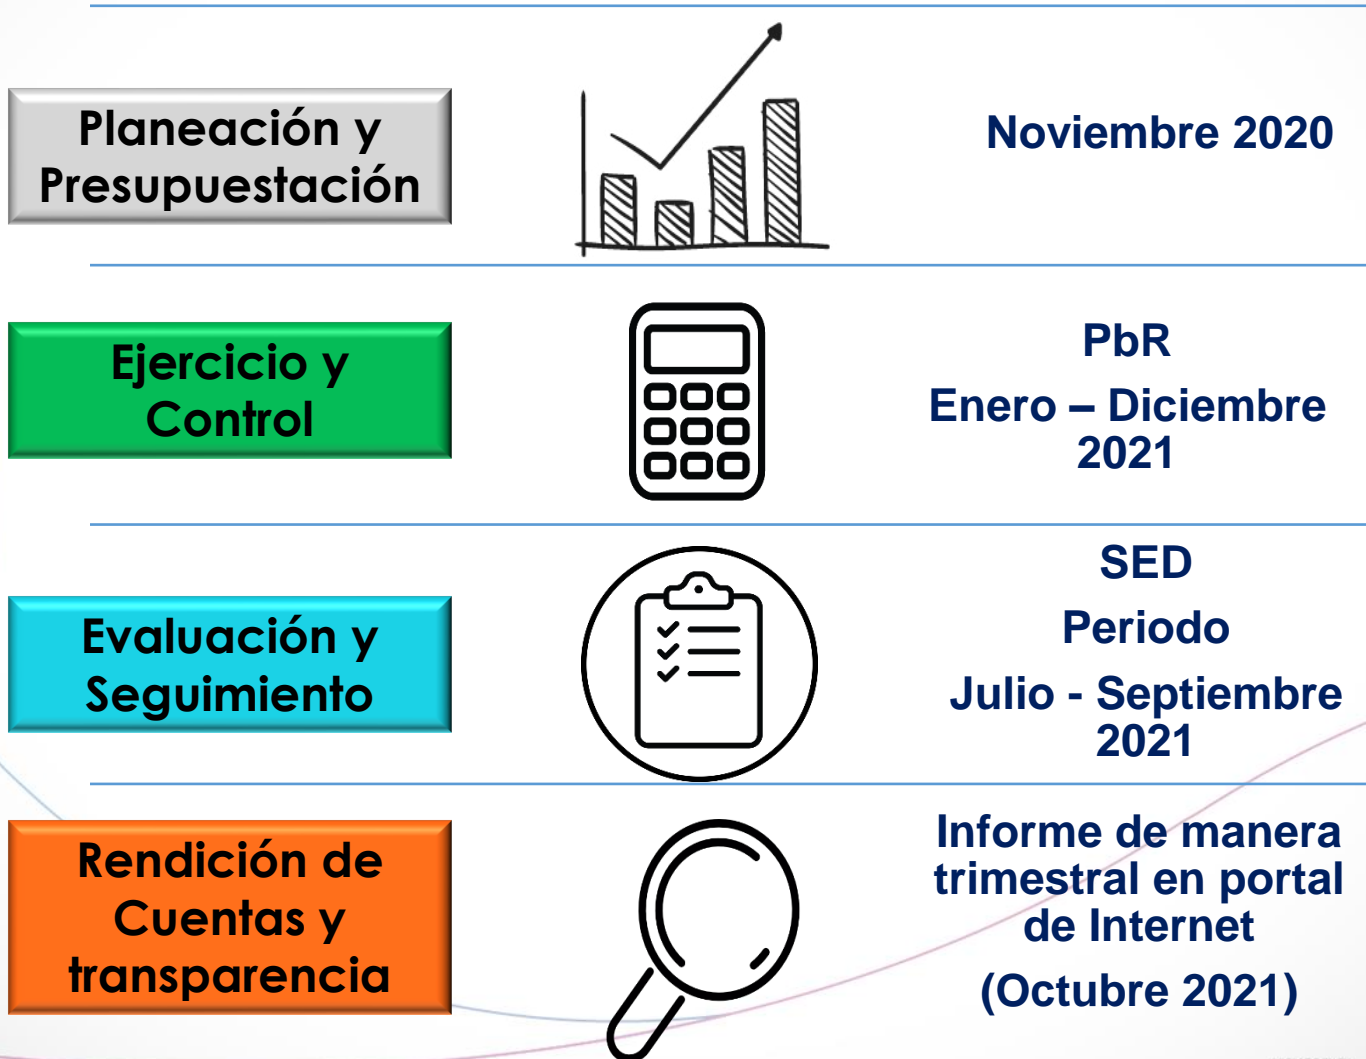 Planeación y
Presupuestación
Noviembre 2020
Ejercicio y
Control
PbR
Enero – Diciembre
2021
Evaluación y
Seguimiento
SED
Periodo
Julio - Septiembre
2021
Rendición de
Cuentas y
transparencia
Informe de manera
trimestral en portal
de Internet
(Octubre 2021)